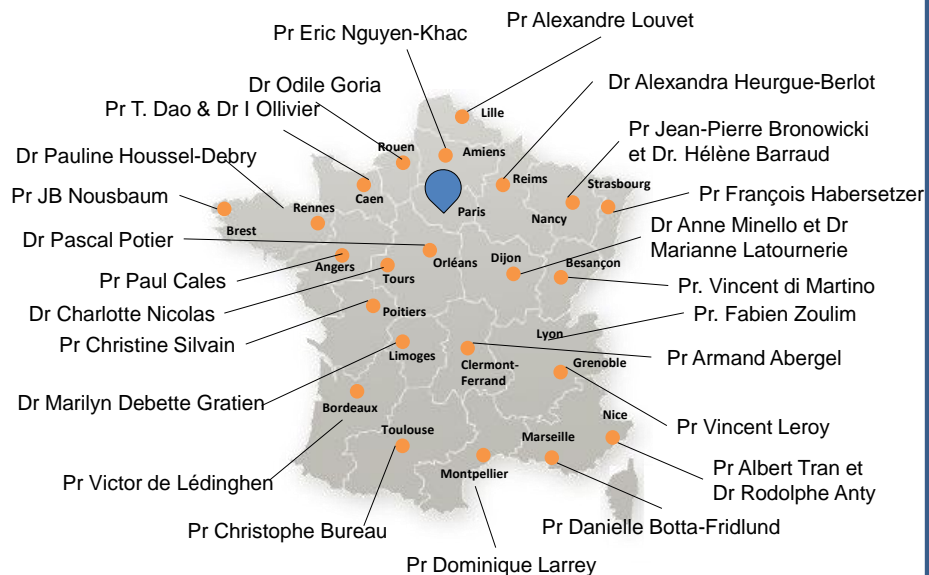 Pr Alexandre Louvet
Pr Eric Nguyen-Khac
Dr Odile Goria
Dr Alexandra Heurgue-Berlot
Pr T. Dao & Dr I Ollivier
Lille
Pr Jean-Pierre Bronowicki
et Dr. Hélène Barraud
Dr Pauline Houssel-Debry
Rouen
Amiens
Reims
Strasbourg
Pr JB Nousbaum
Caen
Pr François Habersetzer
Rennes
Paris
Nancy
Brest
Dr Anne Minello et Dr
Marianne Latournerie
Dr Pascal Potier
Angers
Orléans
Dijon
Besançon
Pr Paul Cales
Tours
Pr. Vincent di Martino
Dr Charlotte Nicolas
Poitiers
Pr. Fabien Zoulim
Pr Christine Silvain
Lyon
Limoges
Clermont-
Ferrand
Grenoble
Pr Armand Abergel
Dr Marilyn Debette Gratien
Bordeaux
Nice
Toulouse
Marseille
Pr Vincent Leroy
Montpellier
Pr Albert Tran et
Dr Rodolphe Anty
Pr Victor de Lédinghen
Pr Christophe Bureau
Pr Danielle Botta-Fridlund
Pr Dominique Larrey